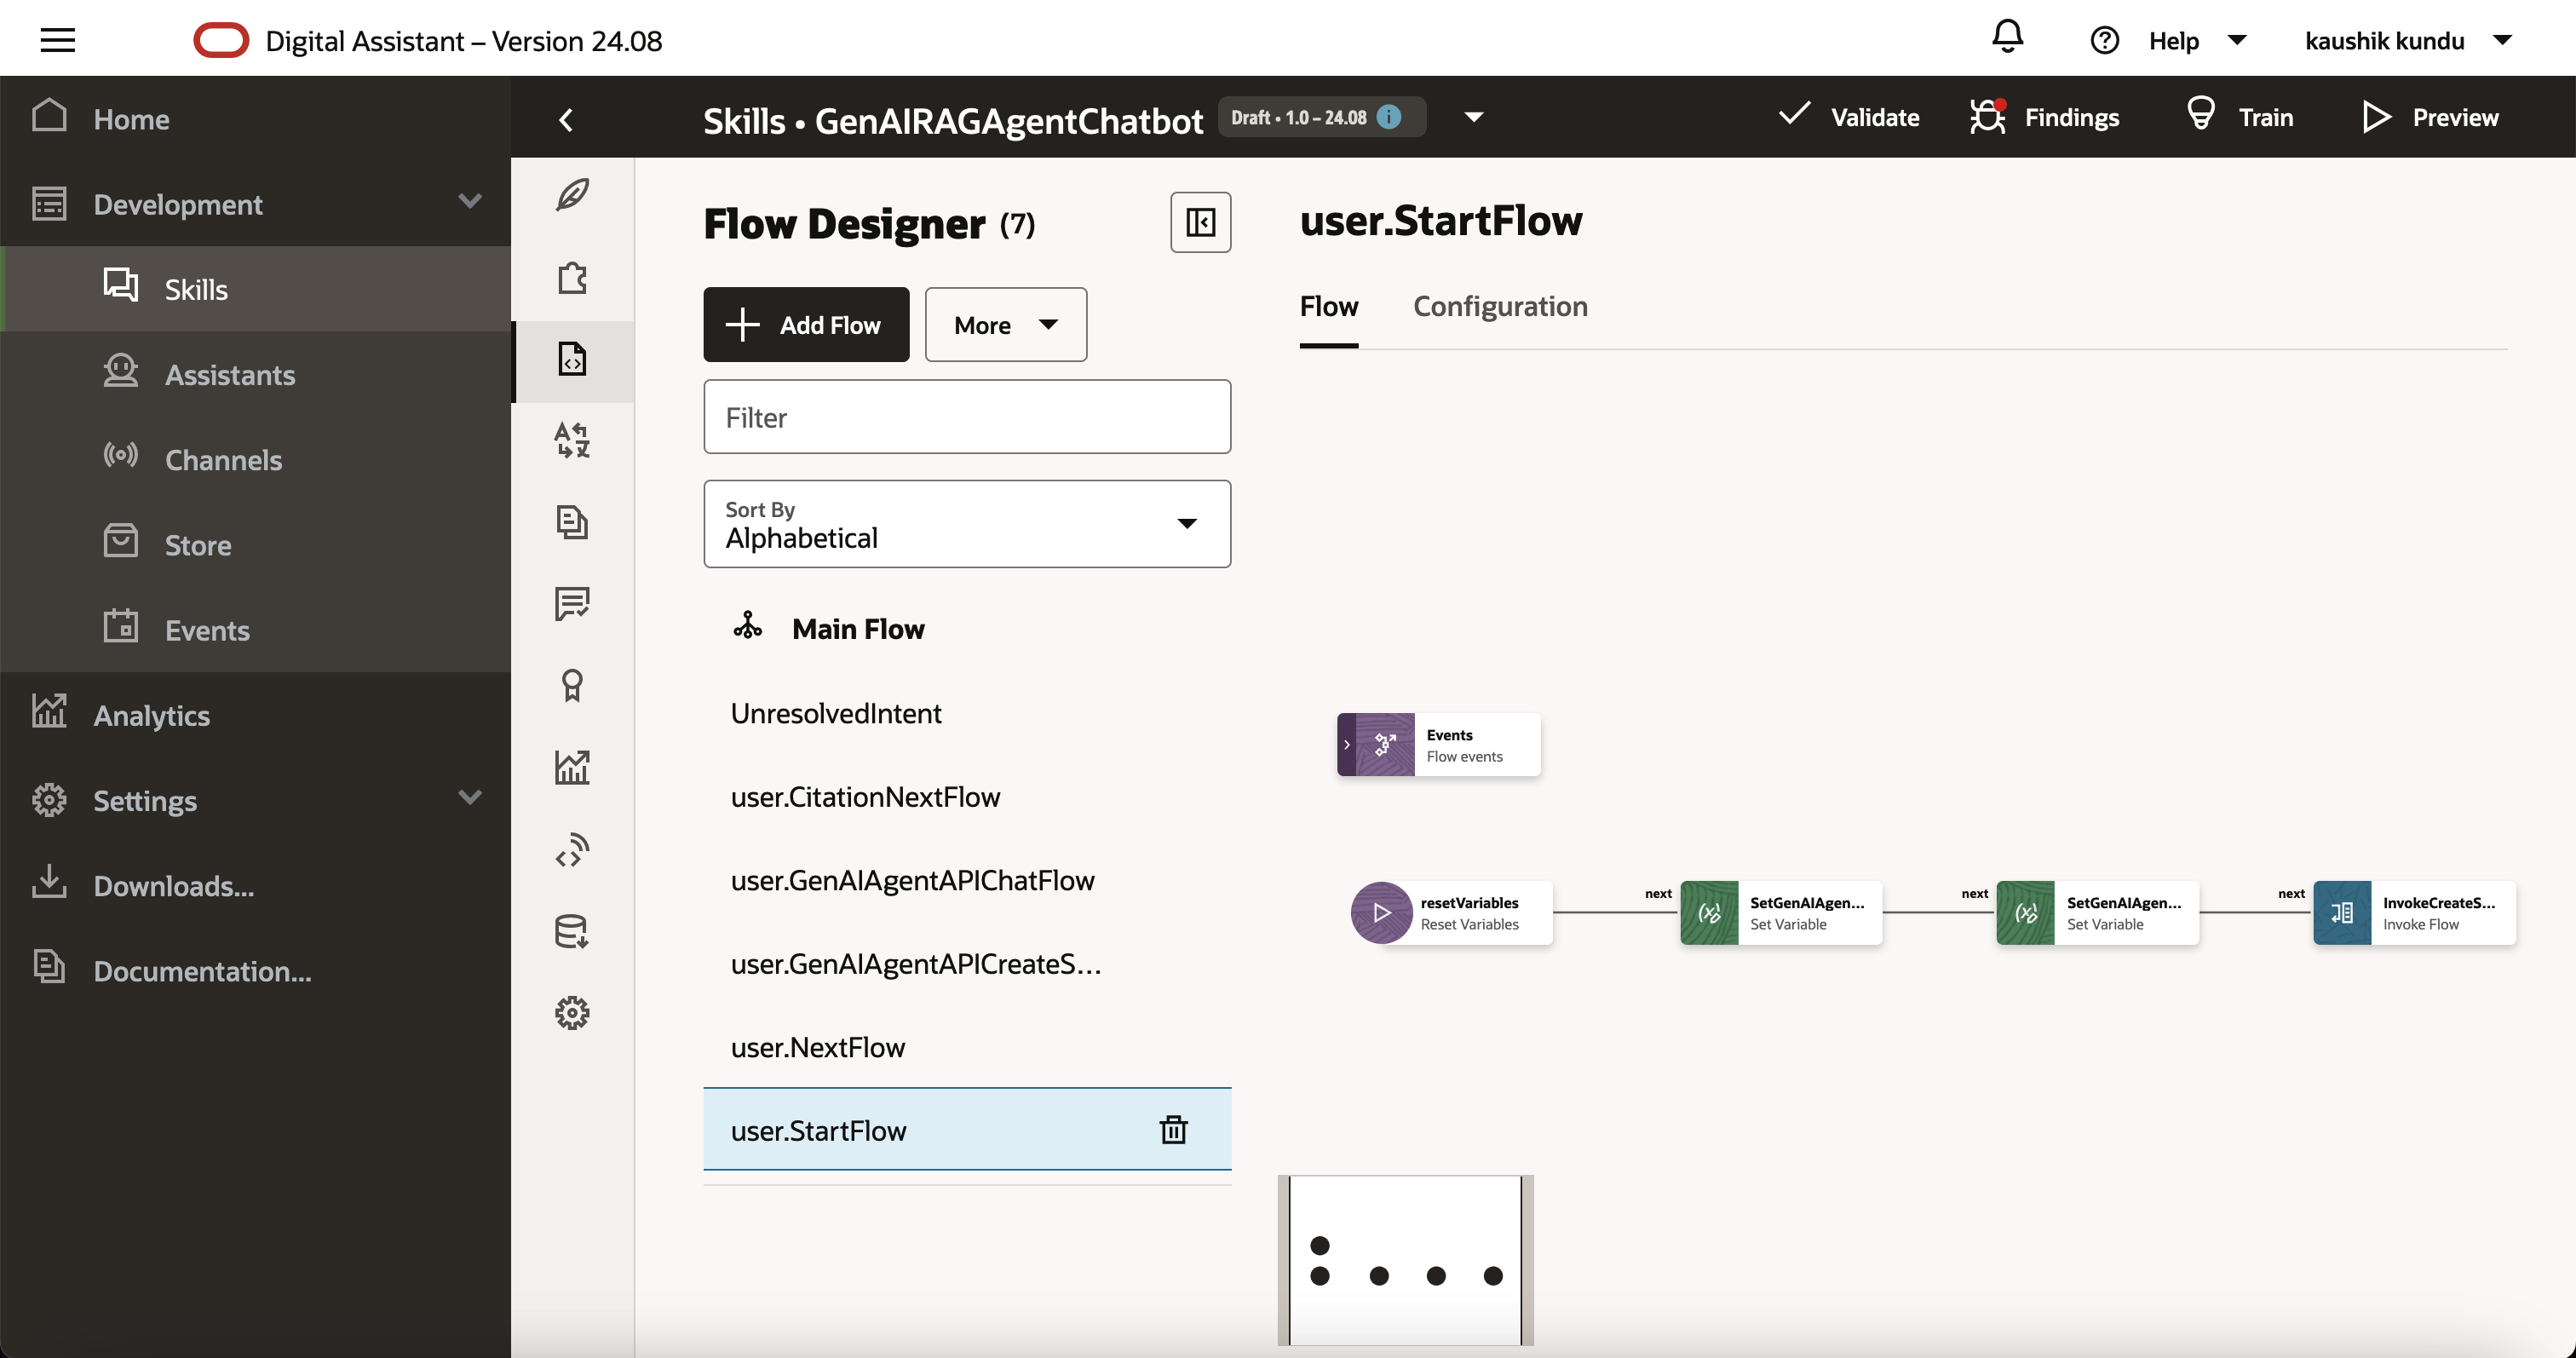 Digital Assistant – Version 24.08
Help
kaushik kundu
Home
Development
Skills
Assistants
Channels
Store
Events
Analytics
Settings
Downloads...
Documentation...
Skills • GenAIRAGAgentChatbot
Draft • 1.0 – 24.08
Validate
Findings
Train
Preview
Flow Designer (7)
Add Flow
More
Filter
Sort By
Alphabetical
Main Flow
UnresolvedIntent
user.CitationNextFlow
user.GenAIAgentAPIChatFlow
user.GenAIAgentAPICreateS...
user.NextFlow
user.StartFlow
user.StartFlow
Flow
Configuration
Events
Flow events
resetVariables
Reset Variables
next
SetGenAIAgen...
Set Variable
next
SetGenAIAgen...
Set Variable
next
InvokeCreateS...
Invoke Flow